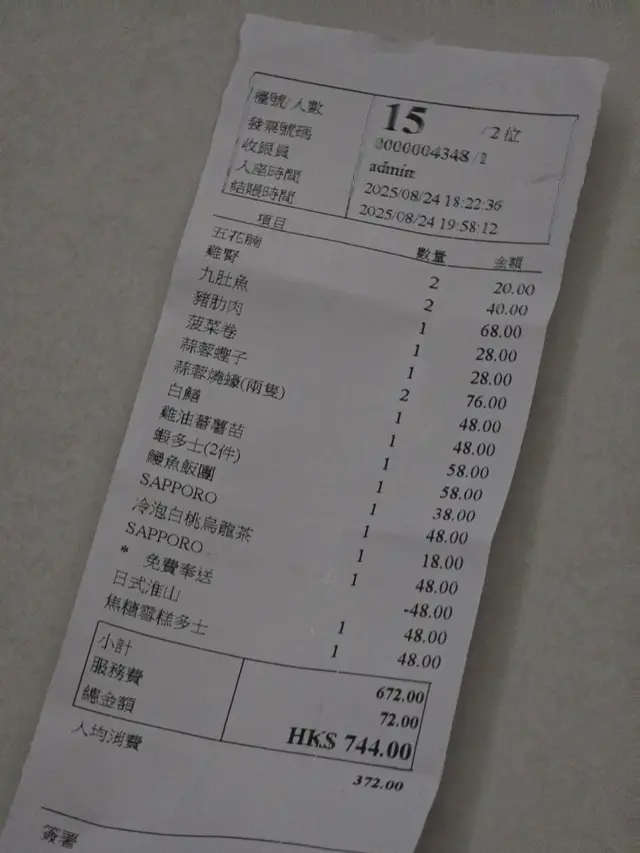 檯號/人數 15 /2 位
發票號碼 0000004348 /1
收銀員 admin
入座時間 2025/08/24 18:22:36
結賬時間 2025/08/24 19:58:12
項目 數量 金額
五花腩 2 20.00
雞腎 2 40.00
九肚魚 1 68.00
豬肋肉 1 28.00
菠菜卷 1 28.00
蒜蓉蟶子 2 76.00
蒜蓉燒蠔(兩隻) 1 48.00
白鱔 1 48.00
雞油蕃薯苗 1 58.00
蝦多士(2件) 1 58.00
鰻魚飯團 1 38.00
SAPPORO 1 48.00
冷泡白桃烏龍茶 1 18.00
SAPPORO 1 48.00
* 免費奉送 -48.00
日式淮山 1 48.00
焦糖雪糕多士 1 48.00
小計 672.00
服務費 72.00
總金額 HK$ 744.00
人均消費 372.00
簽署